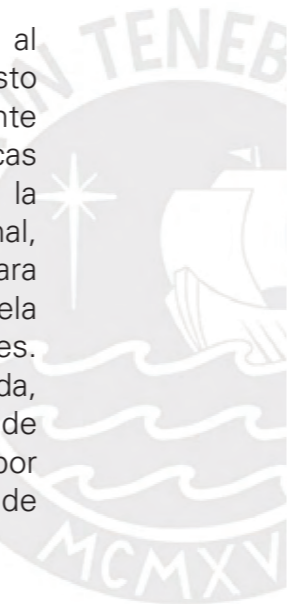 al
TENEB
sto
nte
cas
la
nal,
ara
ela
es.
da,
de
por
de
MCMXV